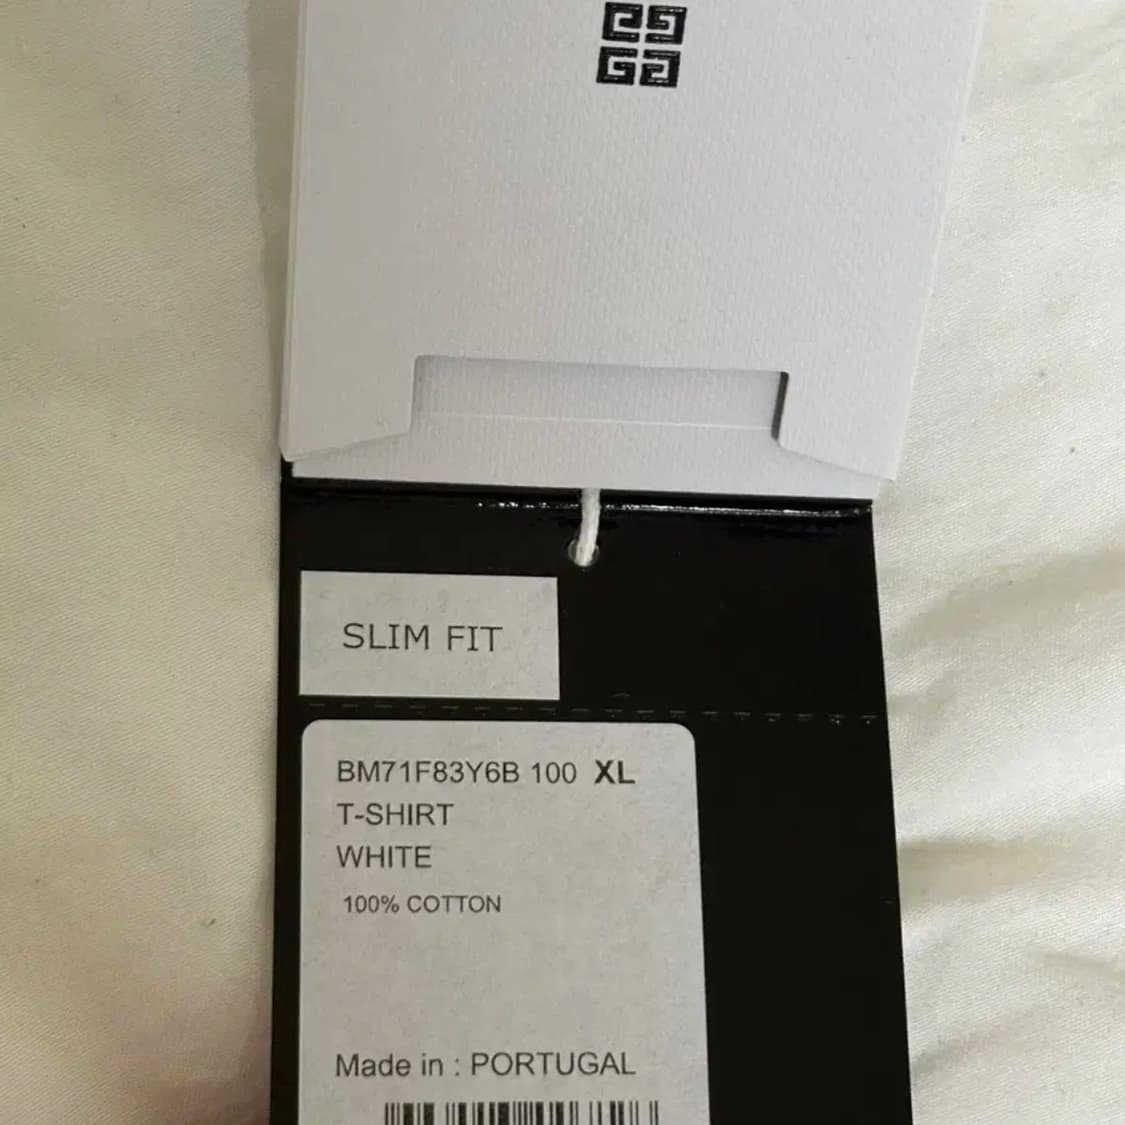 SLIM FIT
BM71F83Y6B 100 XL
T-SHIRT
WHITE
100% COTTON
Made in : PORTUGAL